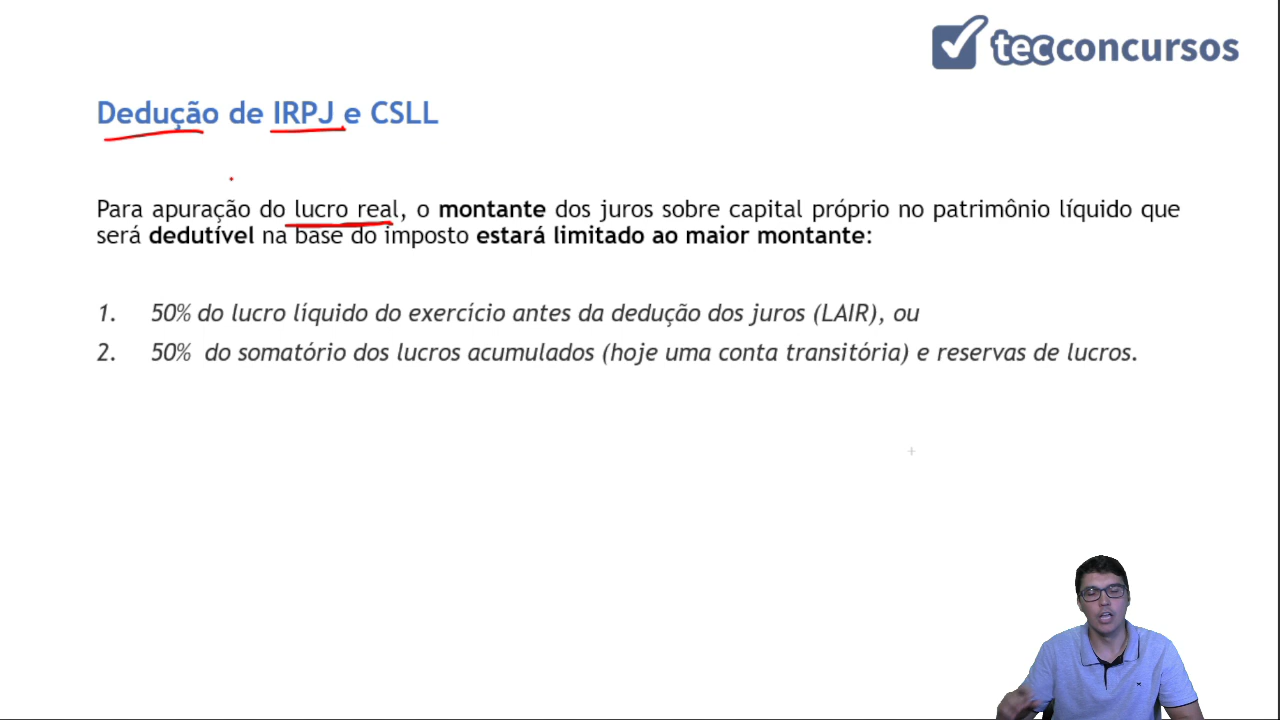 tecconcursos
Dedução de IRPJ e CSLL
Para apuração do lucro real, o montante dos juros sobre capital próprio no patrimônio líquido que
será dedutível na base do imposto estará limitado ao maior montante:
1. 50% do lucro líquido do exercício antes da dedução dos juros (LAIR), ou
2. 50% do somatório dos lucros acumulados (hoje uma conta transitória) e reservas de lucros.